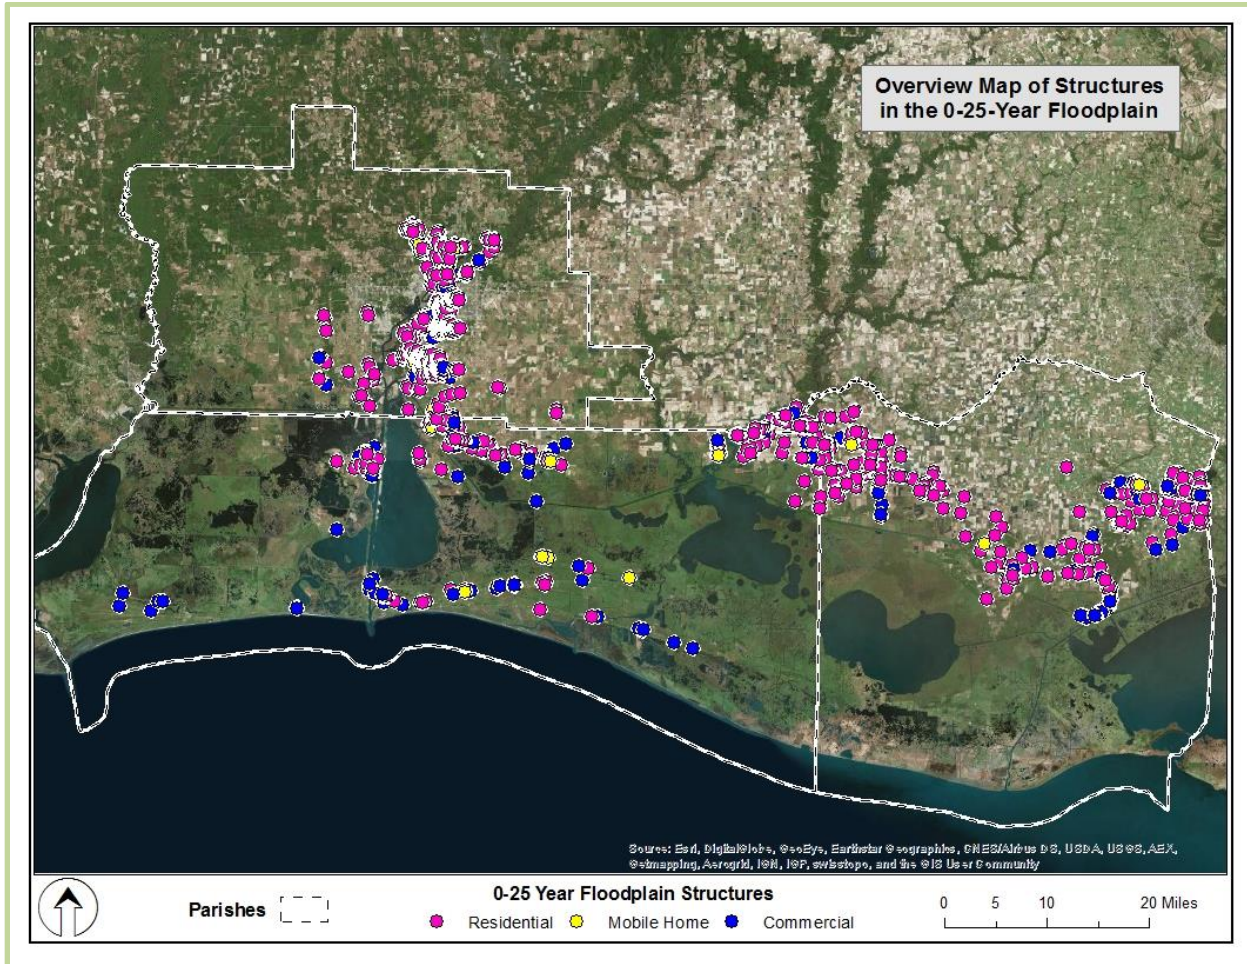 Overview Map of Structures
in the 0-25-Year Floodplain
Source: Esri, DigitalGlobe, GeoEye, Earthstar Geographics, CNES/Airbus DS, USDA, USGS, AEX,
Getmapping, Aerogrid, IGN, IGP, swisstopo, and the GIS User Community
0-25 Year Floodplain Structures
Parishes
Residential Mobile Home Commercial
0 5 10 20 Miles